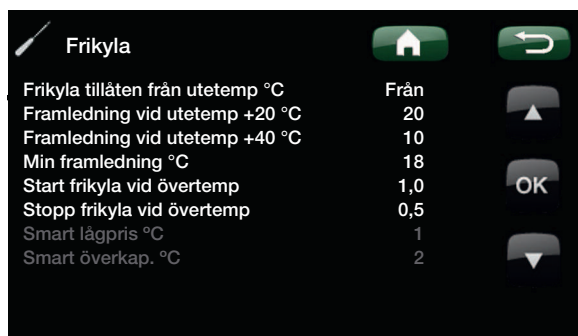 Frikyla
Frikyla tillåten från utetemp °C Från
Framledning vid utetemp +20 °C 20
Framledning vid utetemp +40 °C 10
Min framledning °C 18
Start frikyla vid övertemp 1,0
Stopp frikyla vid övertemp 0,5
Smart lågpris ºC 1
Smart överkap. ºC 2
OK